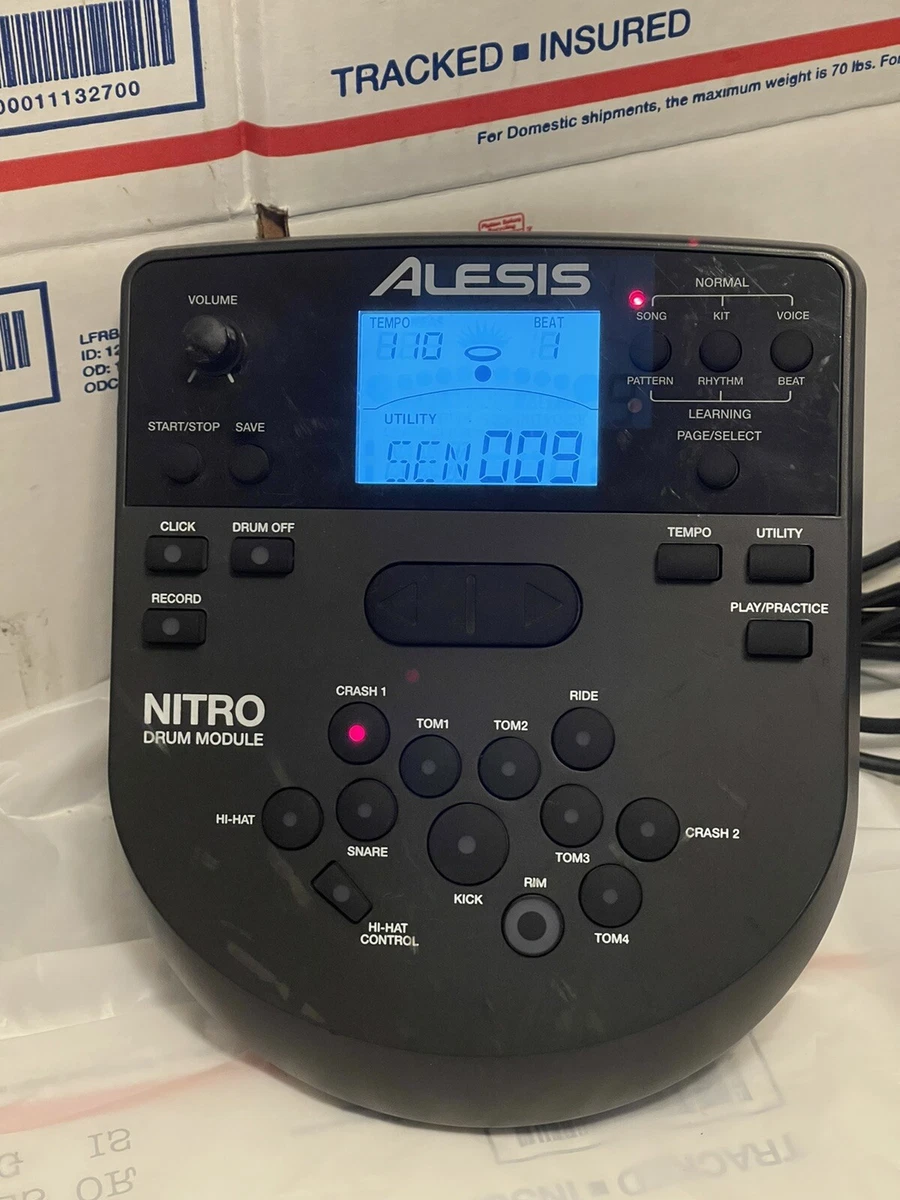 00011132700
TRACKED ■ INSURED
For Domestic shipments, the maximum weight is 70 lbs. Fo
LFRB
ID: 12
OD:
ODC
ALESIS
VOLUME
START/STOP SAVE
TEMPO BEAT
110 1
UTILITY
SEN 009
NORMAL
SONG KIT VOICE
PATTERN RHYTHM BEAT
LEARNING
PAGE/SELECT
CLICK DRUM OFF
RECORD
TEMPO UTILITY
PLAY/PRACTICE
NITRO
DRUM MODULE
CRASH 1
TOM1
TOM2
RIDE
HI-HAT
SNARE
KICK
TOM3
CRASH 2
RIM
TOM4
HI-HAT
CONTROL